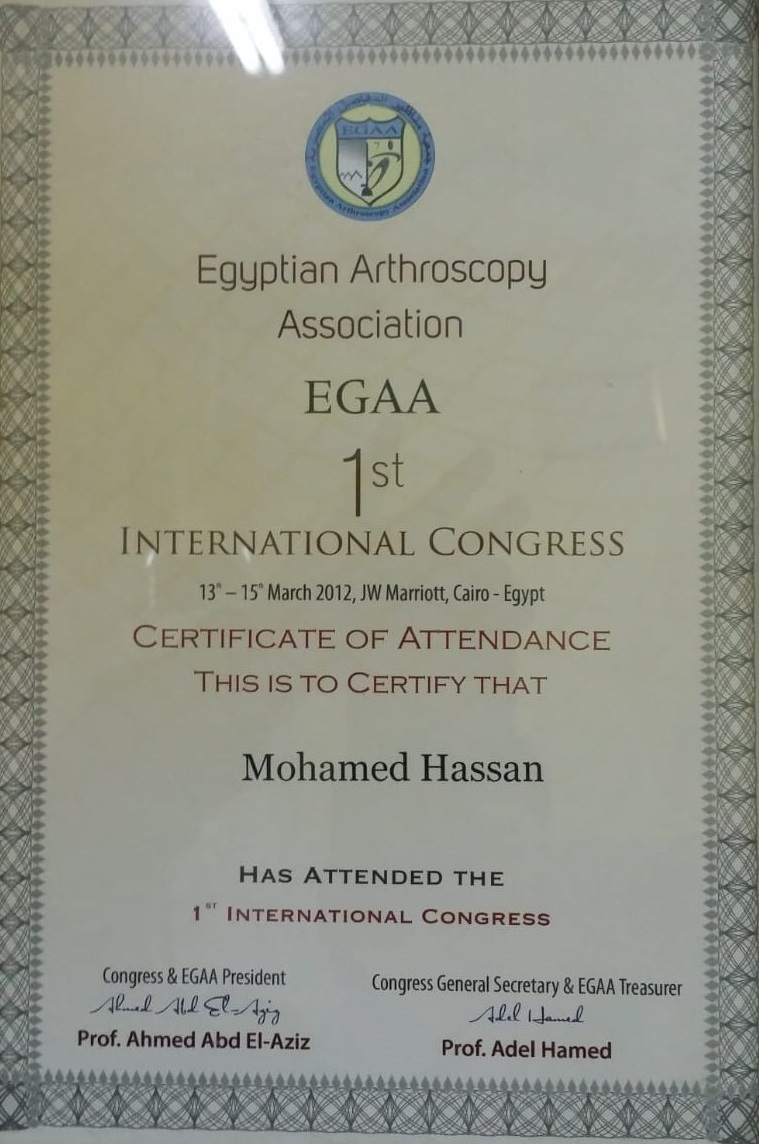 EGAA
Egyptian Arthroscopy Association
Egyptian Arthroscopy
Association
EGAA
1st
INTERNATIONAL CONGRESS
13th – 15th March 2012, JW Marriott, Cairo - Egypt
CERTIFICATE OF ATTENDANCE
THIS IS TO CERTIFY THAT
Mohamed Hassan
HAS ATTENDED THE
1ST INTERNATIONAL CONGRESS
Congress & EGAA President
Ahmed Abd El-Aziz
Prof. Ahmed Abd El-Aziz
Congress General Secretary & EGAA Treasurer
Adel Hamed
Prof. Adel Hamed